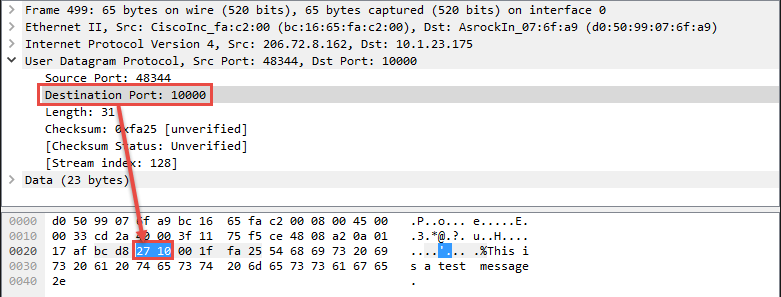 Frame 499: 65 bytes on wire (520 bits), 65 bytes captured (520 bits) on interface 0
Ethernet II, Src: CiscoInc_fa:c2:00 (bc:16:65:fa:c2:00), Dst: AsrockIn_07:6f:a9 (d0:50:99:07:6f:a9)
Internet Protocol Version 4, Src: 206.72.8.162, Dst: 10.1.23.175
User Datagram Protocol, Src Port: 48344, Dst Port: 10000
Source Port: 48344
Destination Port: 10000
Length: 31
Checksum: 0xfa25 [unverified]
[Checksum Status: Unverified]
[Stream index: 128]
Data (23 bytes)
0000 d0 50 99 07 6f a9 bc 16 65 fa c2 00 08 00 45 00 .P..o... e.....E.
0010 00 33 cd 2a 40 00 3f 11 75 f5 ce 48 08 a2 0a 01 .3.*@.?. u..H....
0020 17 af bc d8 27 10 00 1f fa 25 54 68 69 73 20 69 ....'... .%This i
0030 73 20 61 20 74 65 73 74 20 6d 65 73 73 61 67 65 s a test message
0040 2e .